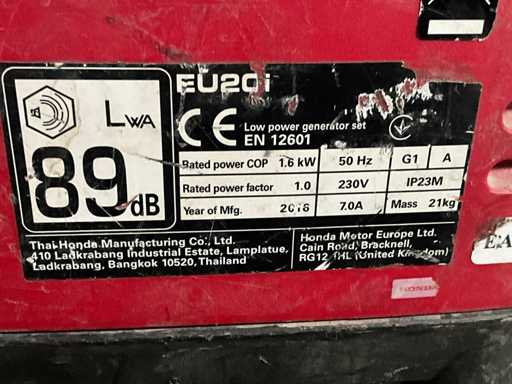 EU20i
LWA
89dB
CE Low power generator set
EN 12601
Rated power COP 1.6 kW 50 Hz G1 A
Rated power factor 1.0 230V IP23M
Year of Mfg. 2016 7.0A Mass 21kg
Thai Honda Manufacturing Co., Ltd.
410 Ladkrabang Industrial Estate, Lamplatue,
Ladkrabang, Bangkok 10520, Thailand
Honda Motor Europe Ltd.
Cain Road, Bracknell,
RG12 1HL (United Kingdom)
HONDA